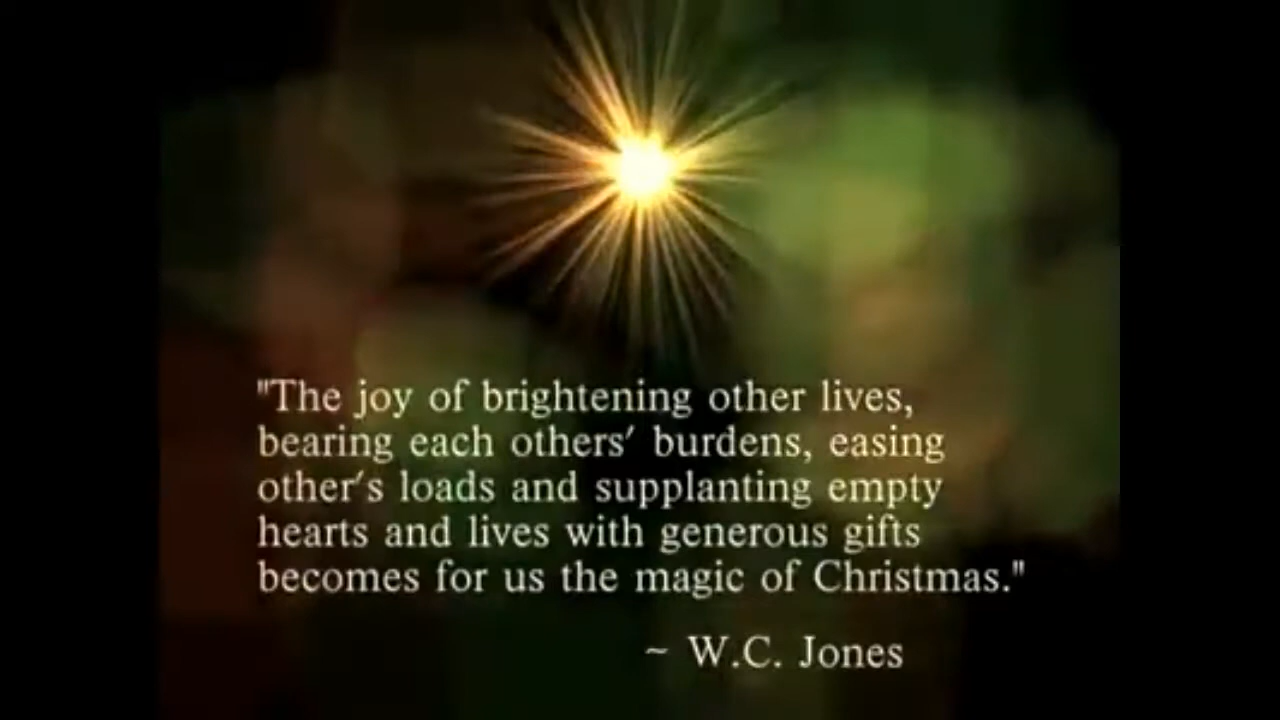 "The joy of brightening other lives,
bearing each others' burdens, easing
other's loads and supplanting empty
hearts and lives with generous gifts
becomes for us the magic of Christmas."
~ W.C. Jones